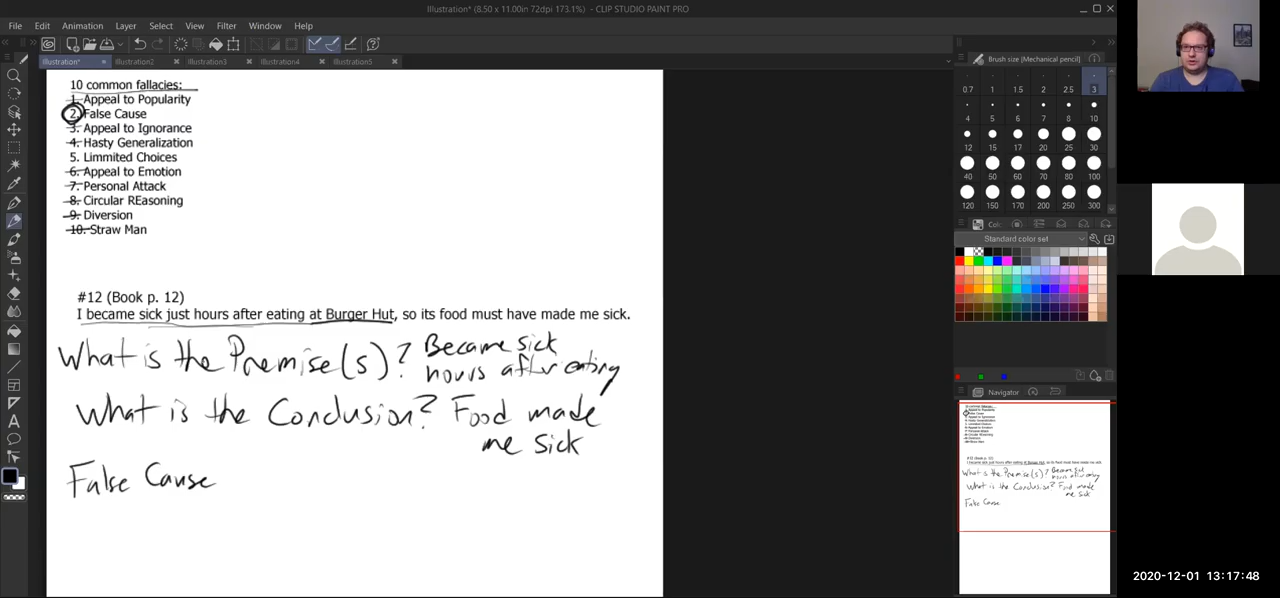 Illustration* (8.50 x 11.00in 72dpi 173.1%) - CLIP STUDIO PAINT PRO
File Edit Animation Layer Select View Filter Window Help
Illustration* Illustration2 Illustration3 Illustration4 Illustration5
10 common fallacies:
1. Appeal to Popularity
2. False Cause
3. Appeal to Ignorance
4. Hasty Generalization
5. Limmited Choices
6. Appeal to Emotion
7. Personal Attack
8. Circular REasoning
9. Diversion
10. Straw Man
#12 (Book p. 12)
I became sick just hours after eating at Burger Hut, so its food must have made me sick.
What is the Premise(s)? Became sick
hours after eating
What is the Conclusion? Food made
me sick
False Cause
Brush size [Mechanical pencil]
0.7 1 1.5 2 2.5 3
4 5 6 7 8 10
12 15 17 20 25 30
40 50 60 70 80 100
120 150 170 200 250 300
Colc
Standard color set
Navigator
2020-12-01 13:17:48